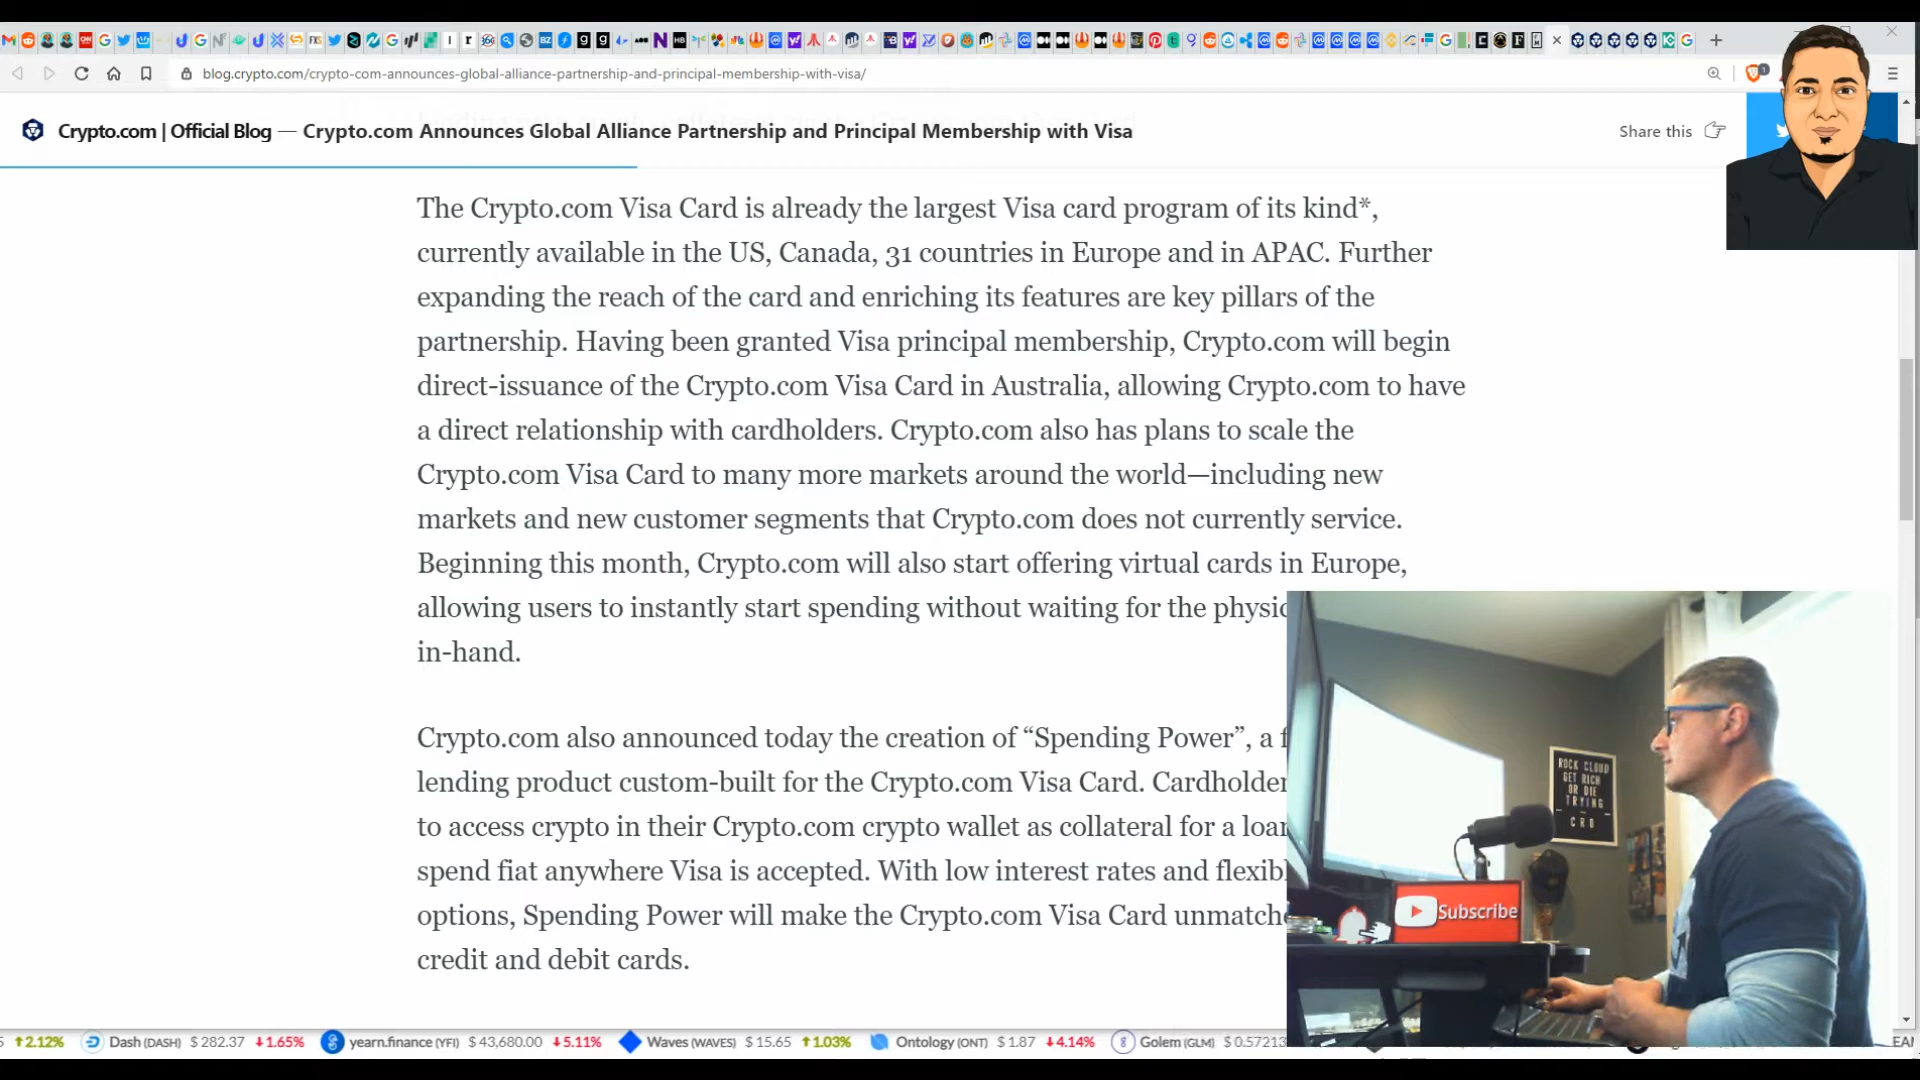 blog.crypto.com/crypto-com-announces-global-alliance-partnership-and-principal-membership-with-visa/
Crypto.com | Official Blog — Crypto.com Announces Global Alliance Partnership and Principal Membership with Visa
Share this
The Crypto.com Visa Card is already the largest Visa card program of its kind*,
currently available in the US, Canada, 31 countries in Europe and in APAC. Further
expanding the reach of the card and enriching its features are key pillars of the
partnership. Having been granted Visa principal membership, Crypto.com will begin
direct-issuance of the Crypto.com Visa Card in Australia, allowing Crypto.com to have
a direct relationship with cardholders. Crypto.com also has plans to scale the
Crypto.com Visa Card to many more markets around the world—including new
markets and new customer segments that Crypto.com does not currently service.
Beginning this month, Crypto.com will also start offering virtual cards in Europe,
allowing users to instantly start spending without waiting for the physic
in-hand.
Crypto.com also announced today the creation of “Spending Power”, a f
lending product custom-built for the Crypto.com Visa Card. Cardholder
to access crypto in their Crypto.com crypto wallet as collateral for a loan
spend fiat anywhere Visa is accepted. With low interest rates and flexibl
options, Spending Power will make the Crypto.com Visa Card unmatche
credit and debit cards.
ROCK CLOUD
GET RICH
OR DIE
TRYING
CRO
Subscribe
2.12% Dash (DASH) $ 282.37 1.65% yearn.finance (YFI) $ 43,680.00 5.11% Waves (WAVES) $ 15.65 1.03% Ontology (ONT) $ 1.87 4.14% Golem (GLM) $ 0.57213